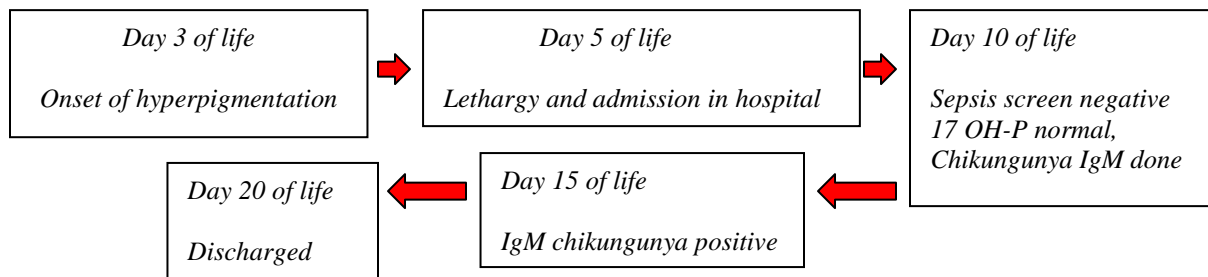 Day 3 of life
Onset of hyperpigmentation
Day 5 of life
Lethargy and admission in hospital
Day 10 of life
Sepsis screen negative
17 OH-P normal,
Chikungunya IgM done
Day 15 of life
IgM chikungunya positive
Day 20 of life
Discharged